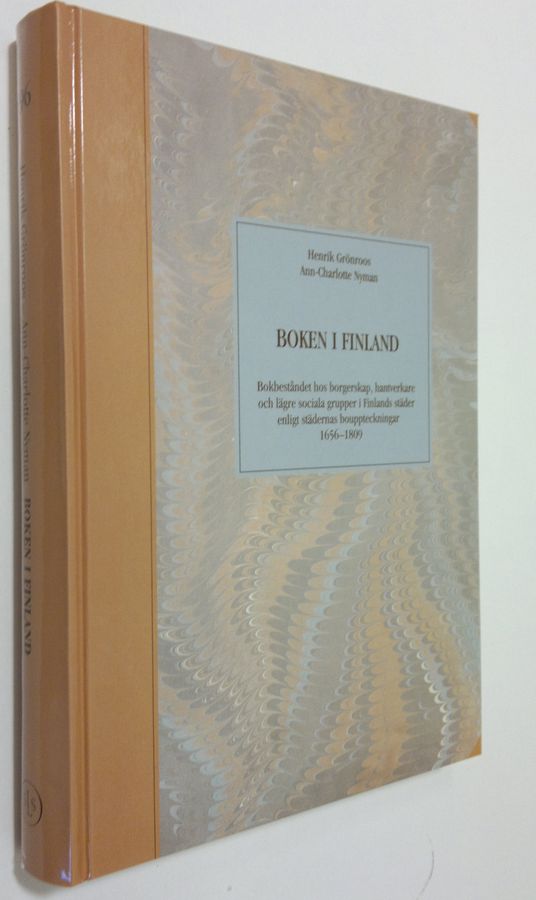 Henrik Grönroos
Ann-Charlotte Nyman
BOKEN I FINLAND
Bokbeståndet hos borgerskap, hantverkare
och lägre sociala grupper i Finlands städer
enligt städernas bouppteckningar
1656–1809
Henrik Grönroos · Ann-Charlotte Nyman BOKEN I FINLAND